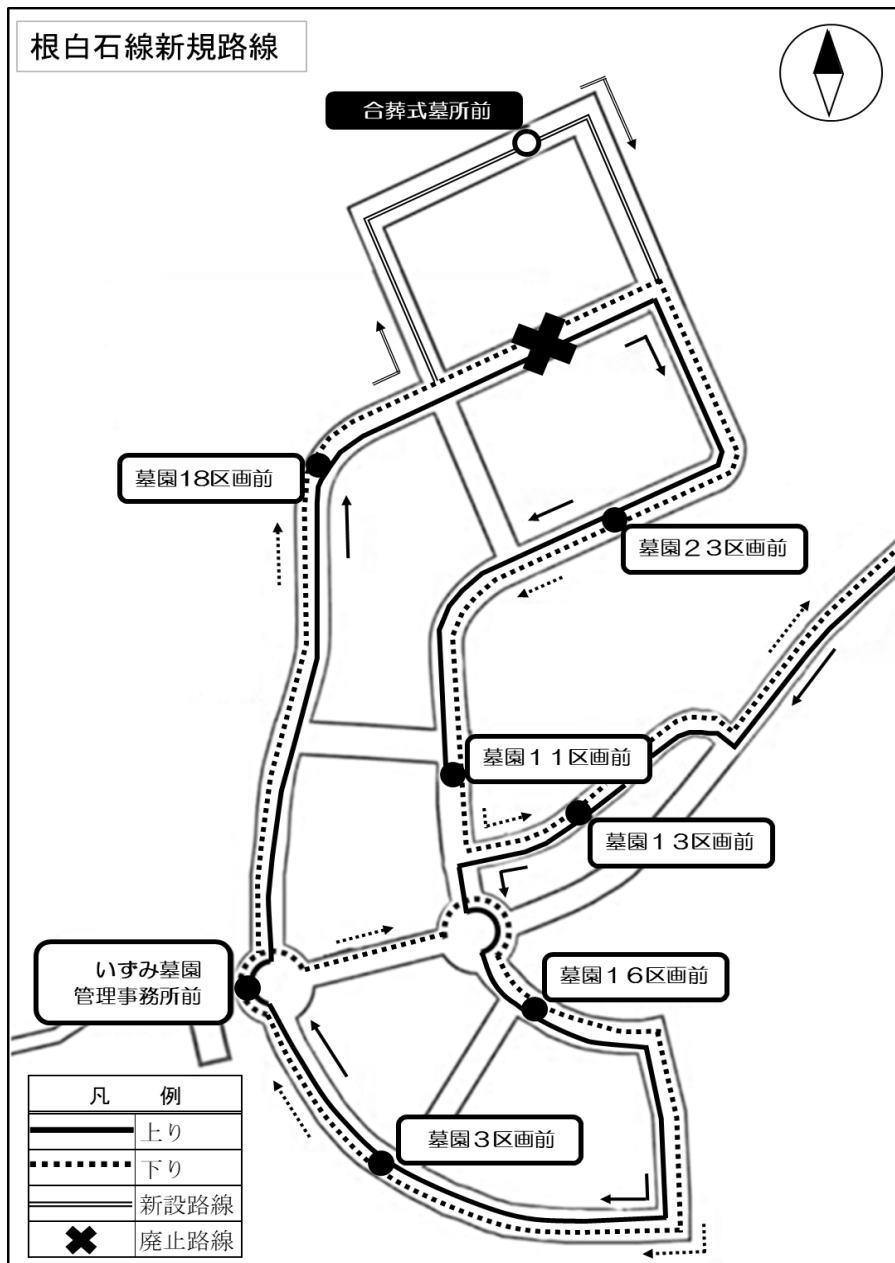 根白石線新規路線
合葬式墓所前
墓園18区画前
墓園２３区画前
墓園１１区画前
墓園１３区画前
いずみ墓園
管理事務所前
墓園１６区画前
墓園３区画前
凡 例
上り
下り
新設路線
廃止路線